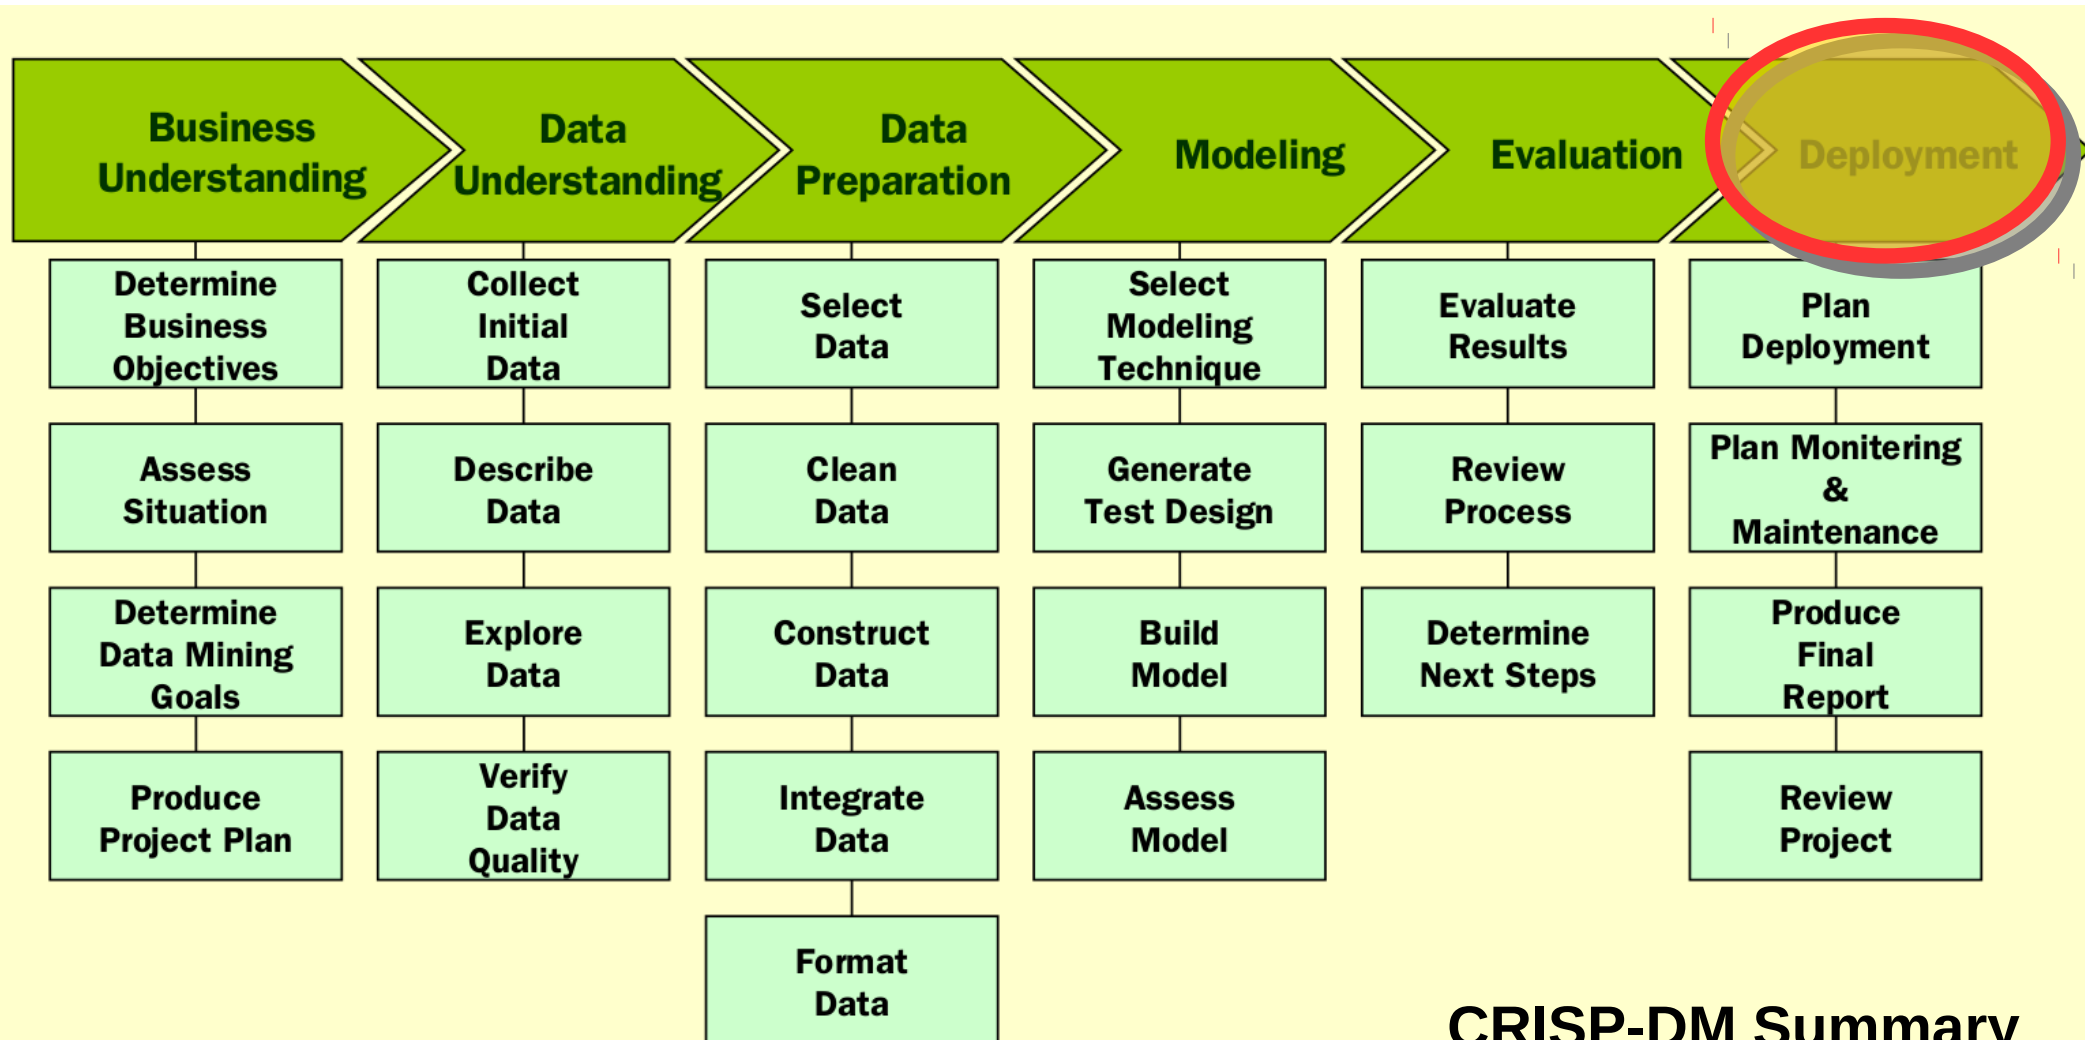 Business
Understanding
Data
Understanding
Data
Preparation
Modeling
Evaluation
Deployment
Determine
Business
Objectives
Assess
Situation
Determine
Data Mining
Goals
Produce
Project Plan
Collect
Initial
Data
Describe
Data
Explore
Data
Verify
Data
Quality
Select
Data
Clean
Data
Construct
Data
Integrate
Data
Format
Data
Select
Modeling
Technique
Generate
Test Design
Build
Model
Assess
Model
Evaluate
Results
Review
Process
Determine
Next Steps
Plan
Deployment
Plan Monitering
&
Maintenance
Produce
Final
Report
Review
Project
CRISP-DM Summary